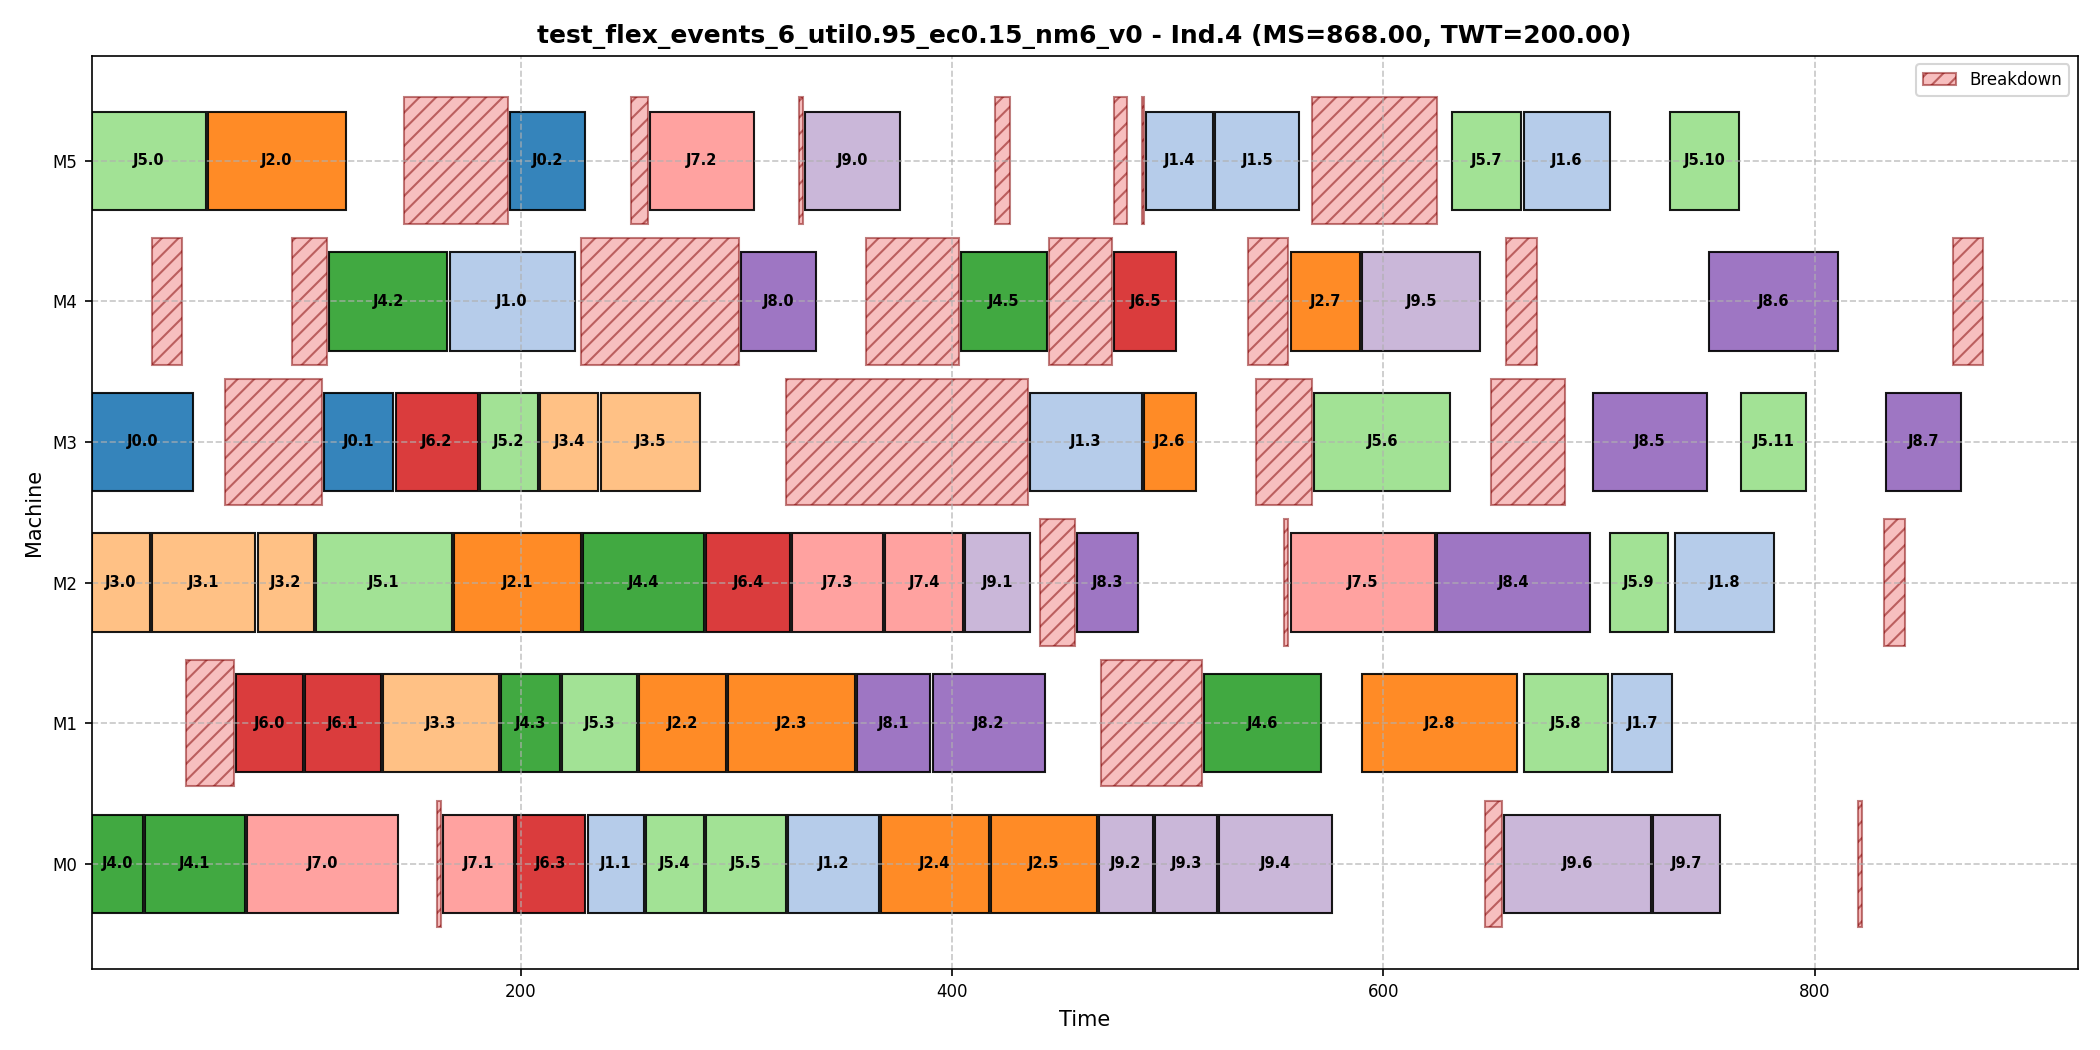 test_flex_events_6_util0.95_ec0.15_nm6_v0 - Ind.4 (MS=868.00, TWT=200.00)
Breakdown
M5 J5.0 J2.0 J0.2 J7.2 J9.0 J1.4 J1.5 J5.7 J1.6 J5.10
M4 J4.2 J1.0 J8.0 J4.5 J6.5 J2.7 J9.5 J8.6
M3 J0.0 J0.1 J6.2 J5.2 J3.4 J3.5 J1.3 J2.6 J5.6 J8.5 J5.11 J8.7
M2 J3.0 J3.1 J3.2 J5.1 J2.1 J4.4 J6.4 J7.3 J7.4 J9.1 J8.3 J7.5 J8.4 J5.9 J1.8
M1 J6.0 J6.1 J3.3 J4.3 J5.3 J2.2 J2.3 J8.1 J8.2 J4.6 J2.8 J5.8 J1.7
M0 J4.0 J4.1 J7.0 J7.1 J6.3 J1.1 J5.4 J5.5 J1.2 J2.4 J2.5 J9.2 J9.3 J9.4 J9.6 J9.7
Machine
200 400 600 800
Time